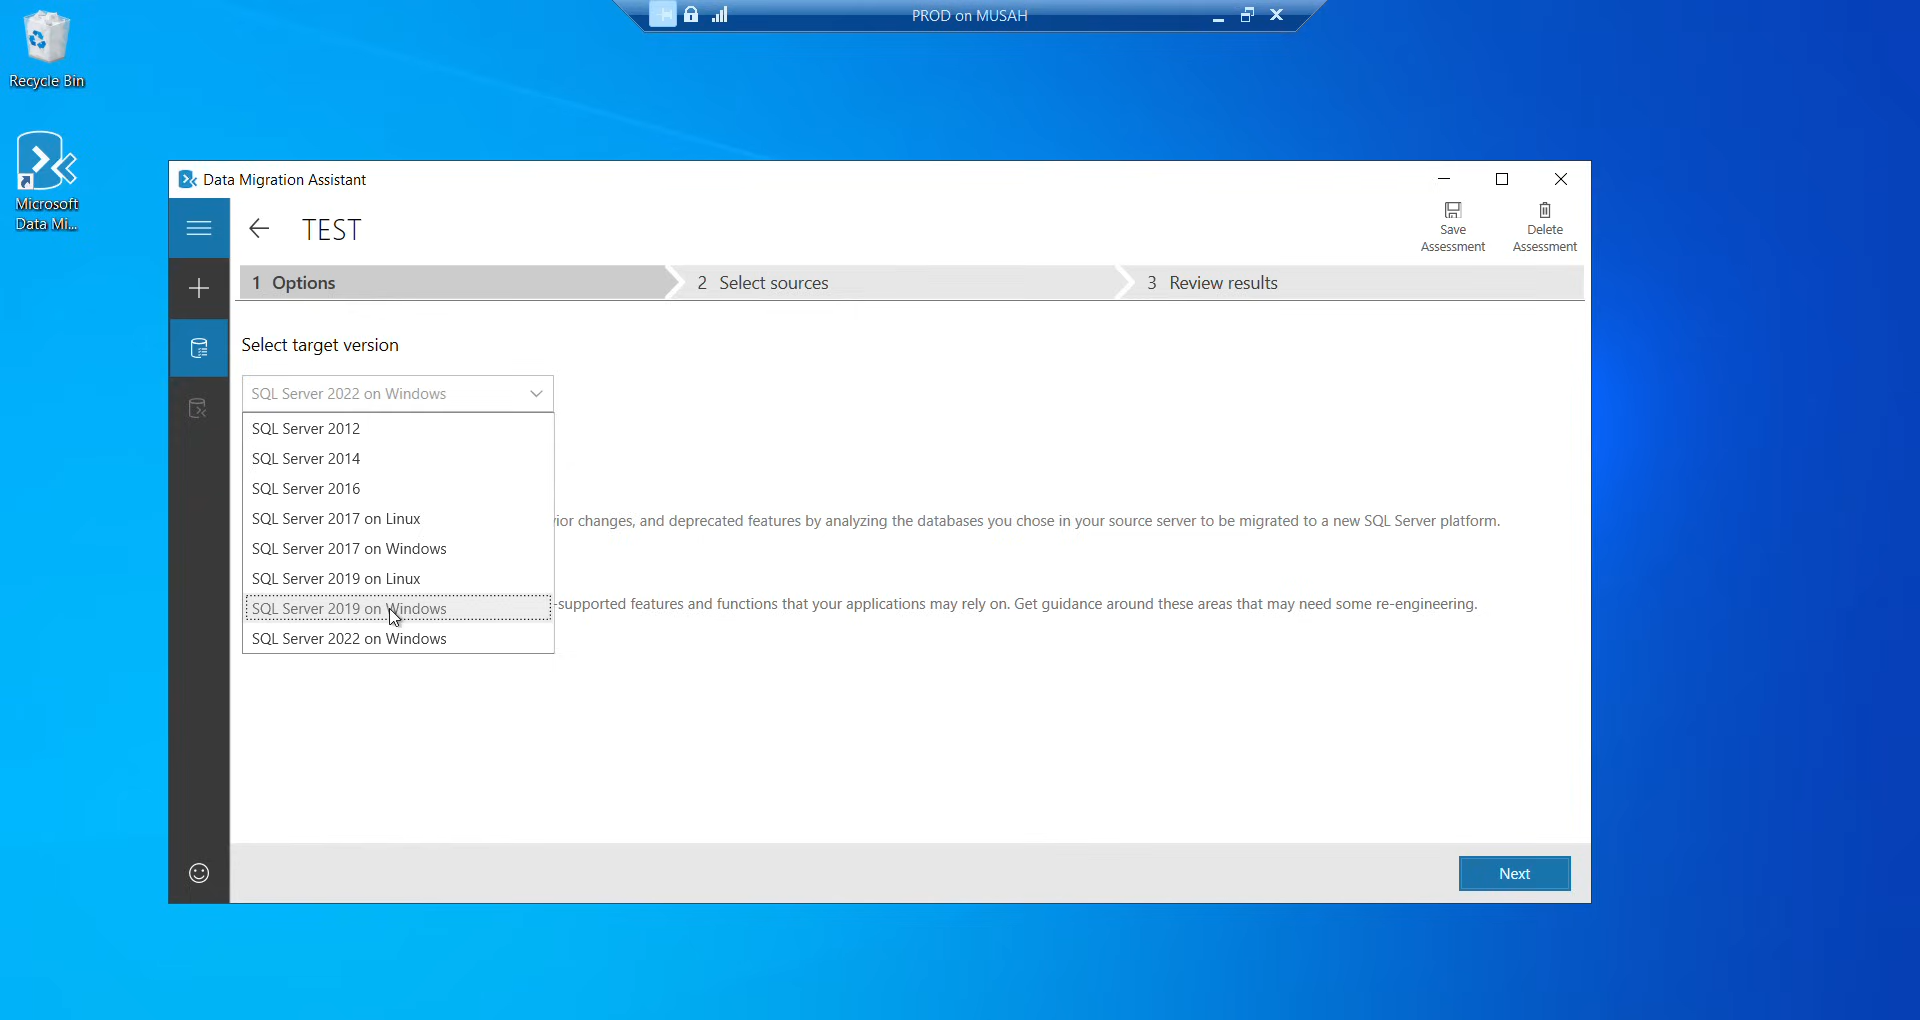 PROD on MUSAH
Recycle Bin
Microsoft
Data Mi...
Data Migration Assistant
TEST
Save
Assessment
Delete
Assessment
1 Options
2 Select sources
3 Review results
Select target version
SQL Server 2022 on Windows
SQL Server 2012
SQL Server 2014
SQL Server 2016
SQL Server 2017 on Linux
ior changes, and deprecated features by analyzing the databases you chose in your source server to be migrated to a new SQL Server platform.
SQL Server 2017 on Windows
SQL Server 2019 on Linux
SQL Server 2019 on Windows
-supported features and functions that your applications may rely on. Get guidance around these areas that may need some re-engineering.
SQL Server 2022 on Windows
Next